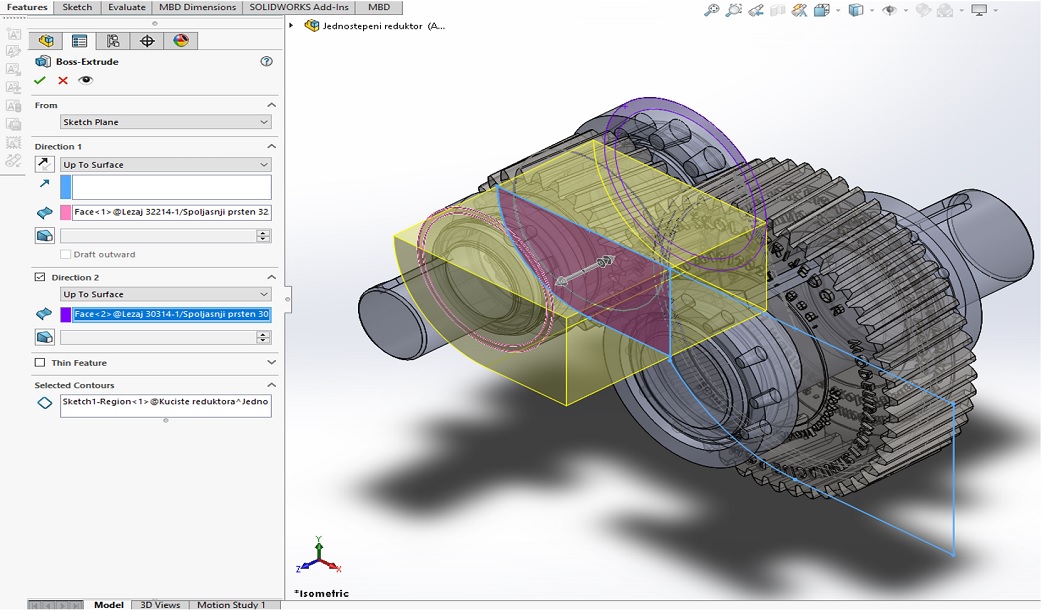 Features Sketch Evaluate MBD Dimensions SOLIDWORKS Add-Ins MBD
Jednostepeni reduktor (A...
Boss-Extrude
From
Sketch Plane
Direction 1
Up To Surface
Face<1>@Lezaj 32214-1/Spoljasnji prsten 32
Draft outward
Direction 2
Up To Surface
Face<2>@Lezaj 30314-1/Spoljasnji prsten 30
Thin Feature
Selected Contours
Sketch1-Region<1>@Kuciste reduktora^Jedno
Y
Z X
*Isometric
Model 3D Views Motion Study 1